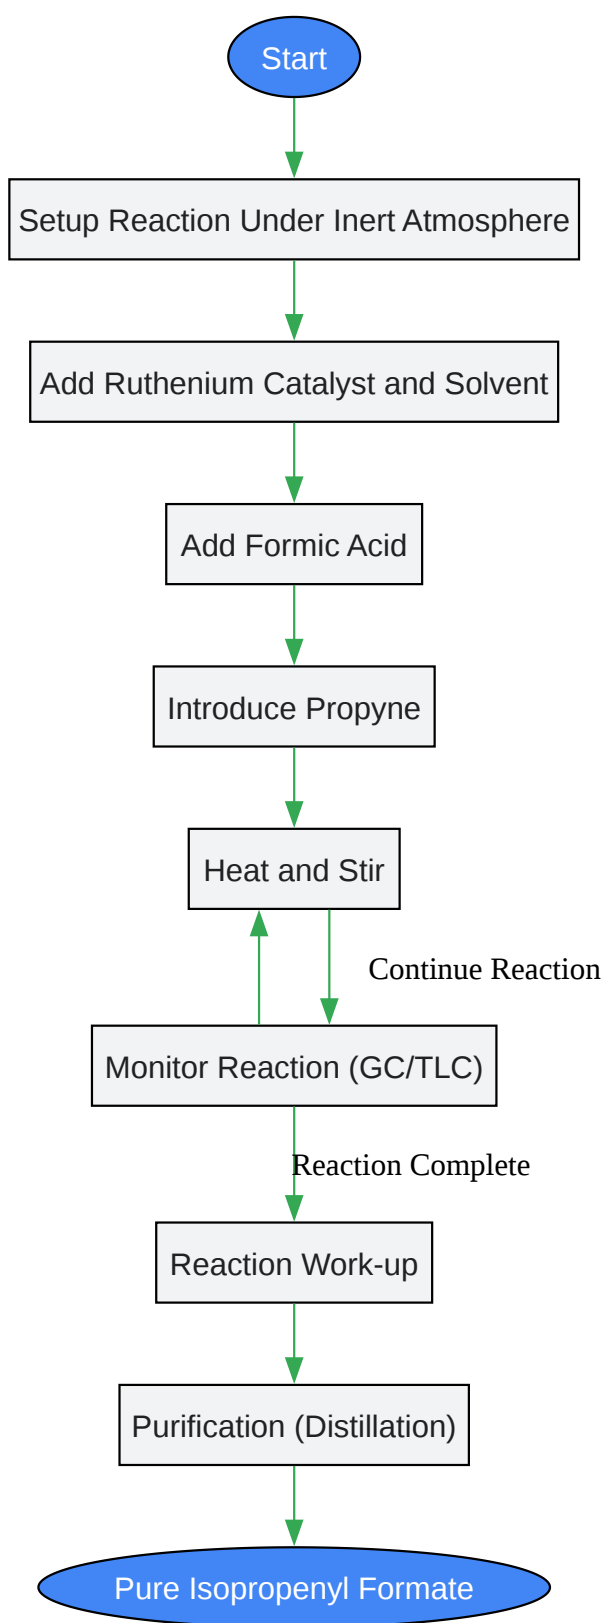 Start
Setup Reaction Under Inert Atmosphere
Add Ruthenium Catalyst and Solvent
Add Formic Acid
Introduce Propyne
Heat and Stir
Continue Reaction
Monitor Reaction (GC/TLC)
Reaction Complete
Reaction Work-up
Purification (Distillation)
Pure Isopropenyl Formate